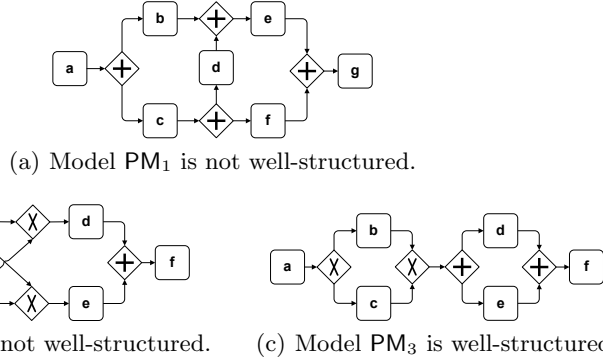 b
e
a
d
g
c
f
(a) Model PM₁ is not well-structured.
d
f
e
not well-structured.
b
d
a
f
c
e
(c) Model PM₃ is well-structured